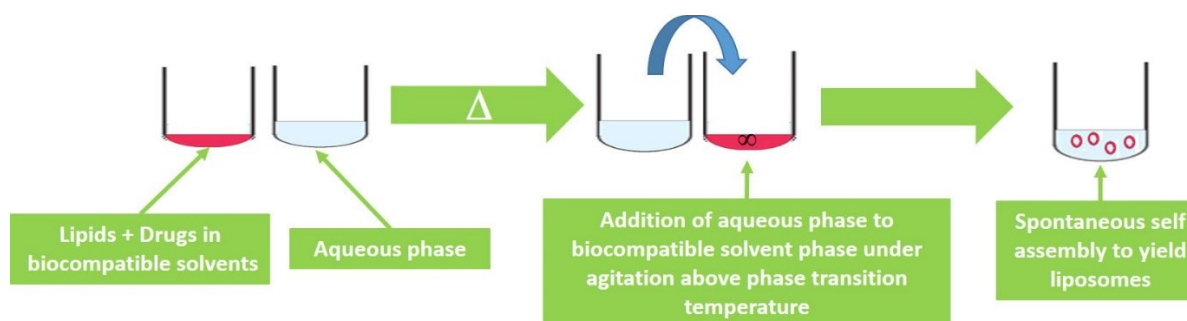 Δ
∞
Lipids + Drugs in
biocompatible solvents
Aqueous phase
Addition of aqueous phase to
biocompatible solvent phase under
agitation above phase transition
temperature
Spontaneous self
assembly to yield
liposomes